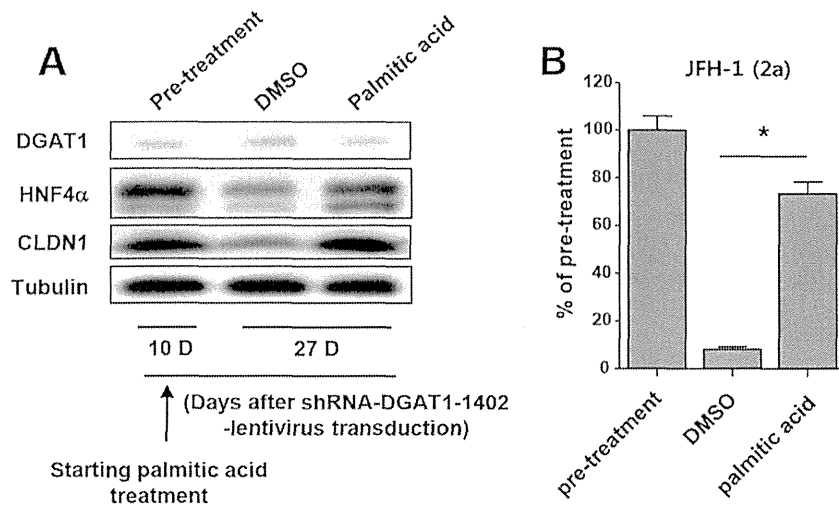 A
Pre-treatment
DMSO
Palmitic acid
DGAT1
HNF4α
CLDN1
Tubulin
10 D
27 D
(Days after shRNA-DGAT1-1402
-lentivirus transduction)
Starting palmitic acid
treatment
B
JFH-1 (2a)
% of pre-treatment
120
100
80
60
40
20
0
*
pre-treatment
DMSO
palmitic acid